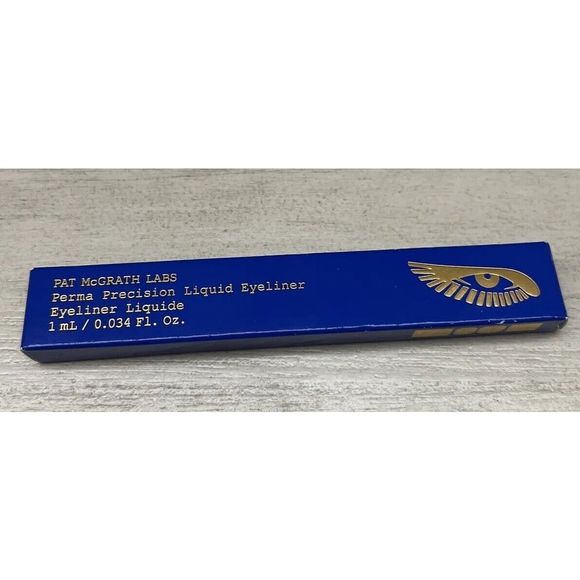 PAT McGRATH LABS
Perma Precision Liquid Eyeliner
Eyeliner Liquide
1 mL / 0.034 Fl. Oz.